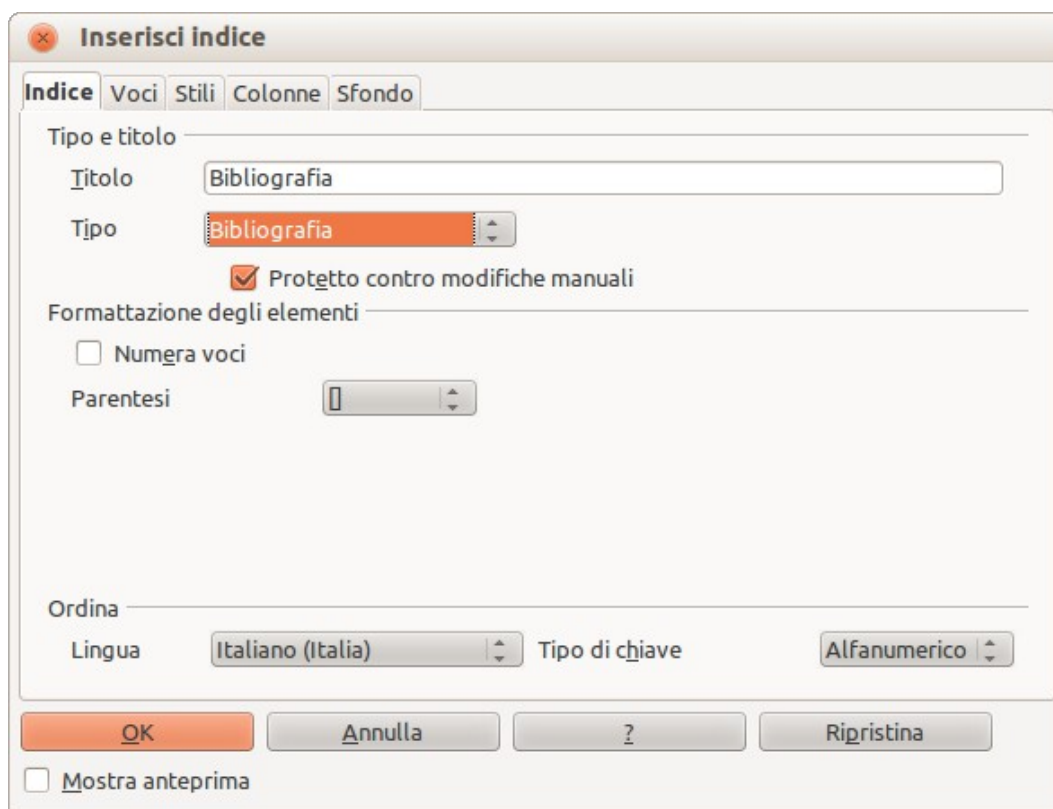 Inserisci indice
Indice Voci Stili Colonne Sfondo
Tipo e titolo
Titolo Bibliografia
Tipo Bibliografia
Protetto contro modifiche manuali
Formattazione degli elementi
Numera voci
Parentesi []
Ordina
Lingua Italiano (Italia) Tipo di chiave Alfanumerico
OK Annulla ? Ripristina
Mostra anteprima